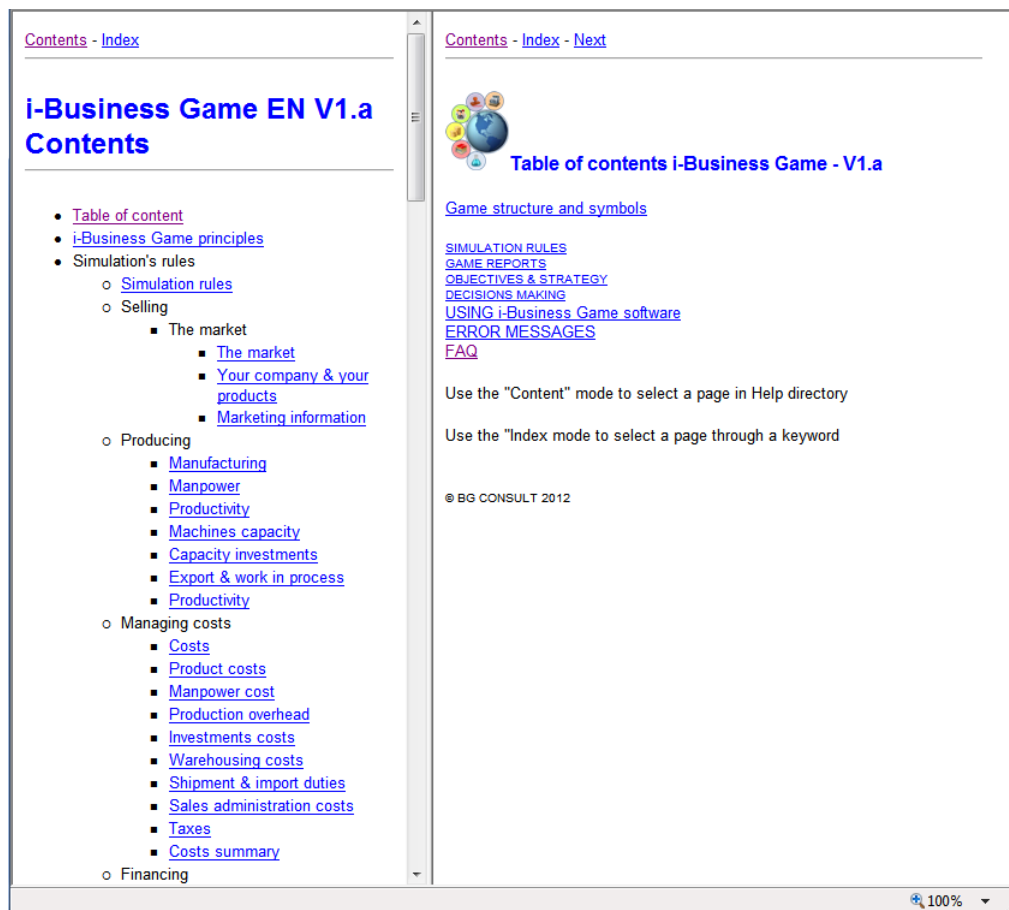 Contents - Index
i-Business Game EN V1.a
Contents
Table of content
i-Business Game principles
Simulation's rules
Simulation rules
Selling
The market
The market
Your company & your
products
Marketing information
Producing
Manufacturing
Manpower
Productivity
Machines capacity
Capacity investments
Export & work in process
Productivity
Managing costs
Costs
Product costs
Manpower cost
Production overhead
Investments costs
Warehousing costs
Shipment & import duties
Sales administration costs
Taxes
Costs summary
Financing
Contents - Index - Next
Table of contents i-Business Game - V1.a
Game structure and symbols
SIMULATION RULES
GAME REPORTS
OBJECTIVES & STRATEGY
DECISIONS MAKING
USING i-Business Game software
ERROR MESSAGES
FAQ
Use the "Content" mode to select a page in Help directory
Use the "Index mode to select a page through a keyword
© BG CONSULT 2012
100%